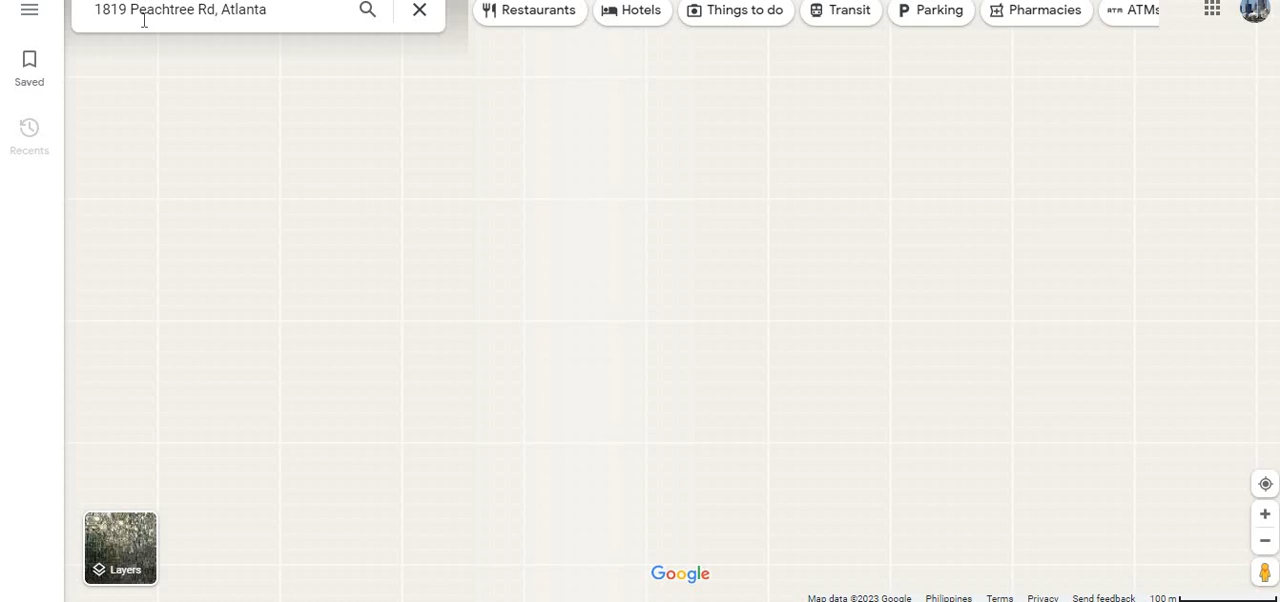 1819 Peachtree Rd, Atlanta
Restaurants
Hotels
Things to do
Transit
Parking
Pharmacies
ATM ATMs
Saved
Recents
Layers
Google
Map data ©2023 Google Philippines Terms Privacy Send feedback 100 m